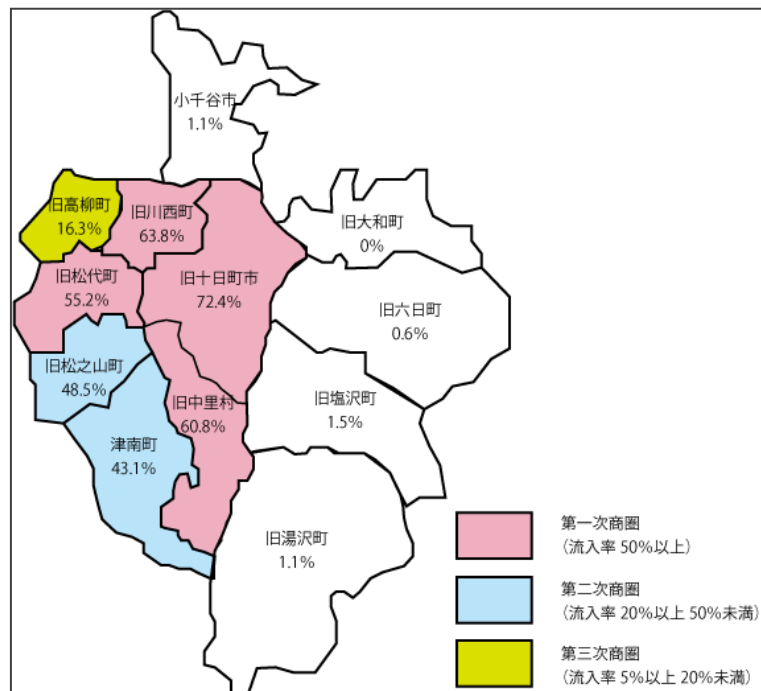 小千谷市
1.1%
旧高柳町
16.3%
旧川西町
63.8%
旧大和町
0%
旧松代町
55.2%
旧十日町市
72.4%
旧六日町
0.6%
旧松之山町
48.5%
旧中里村
60.8%
旧塩沢町
1.5%
津南町
43.1%
旧湯沢町
1.1%
第一次商圏
（流入率 50%以上）
第二次商圏
（流入率 20%以上 50%未満）
第三次商圏
（流入率 5%以上 20%未満）